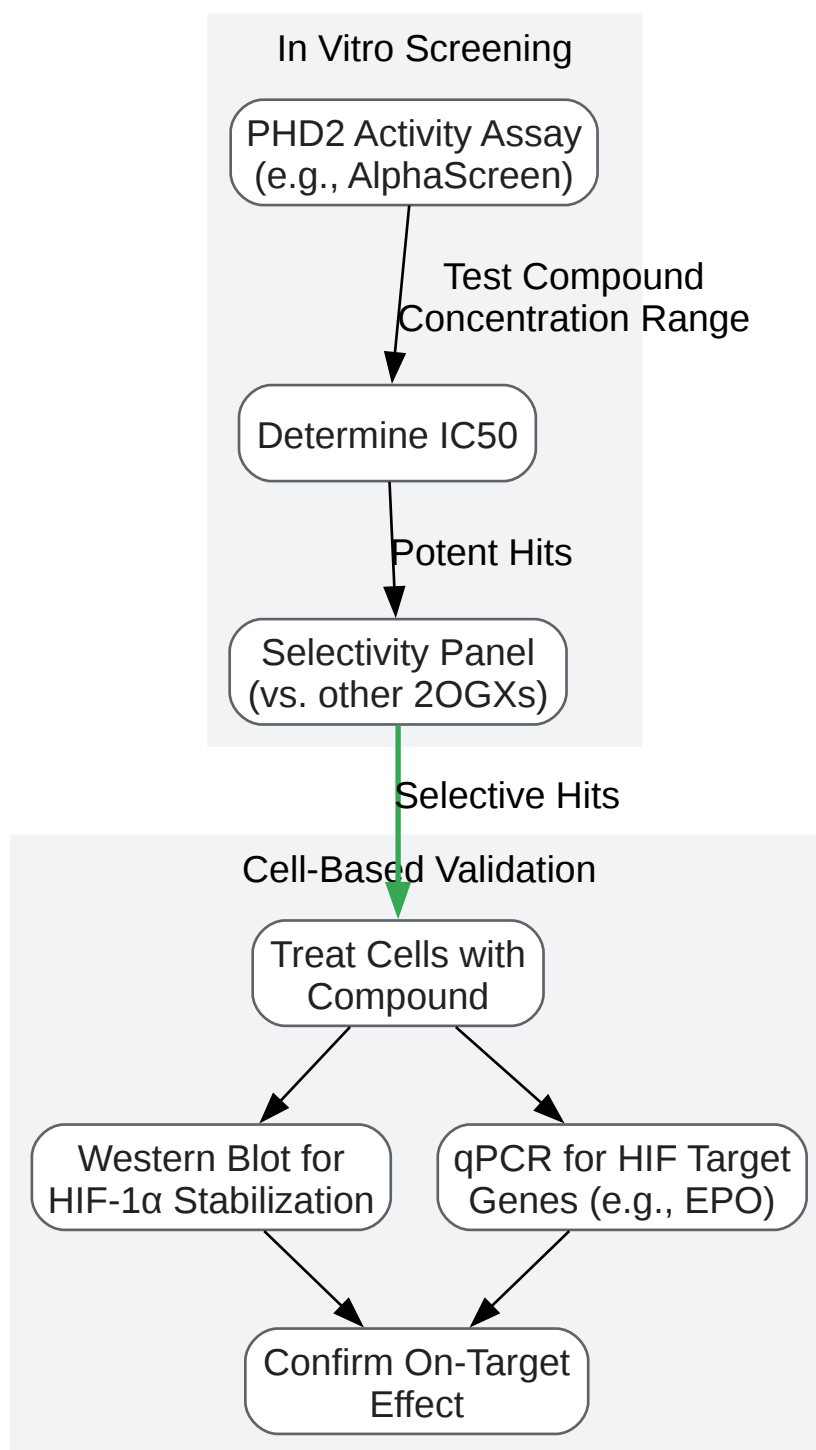 In Vitro Screening
PHD2 Activity Assay
(e.g., AlphaScreen)
Test Compound
Concentration Range
Determine IC50
Potent Hits
Selectivity Panel
(vs. other 2OGXs)
Selective Hits
Cell-Based Validation
Treat Cells with
Compound
Western Blot for
HIF-1α Stabilization
qPCR for HIF Target
Genes (e.g., EPO)
Confirm On-Target
Effect